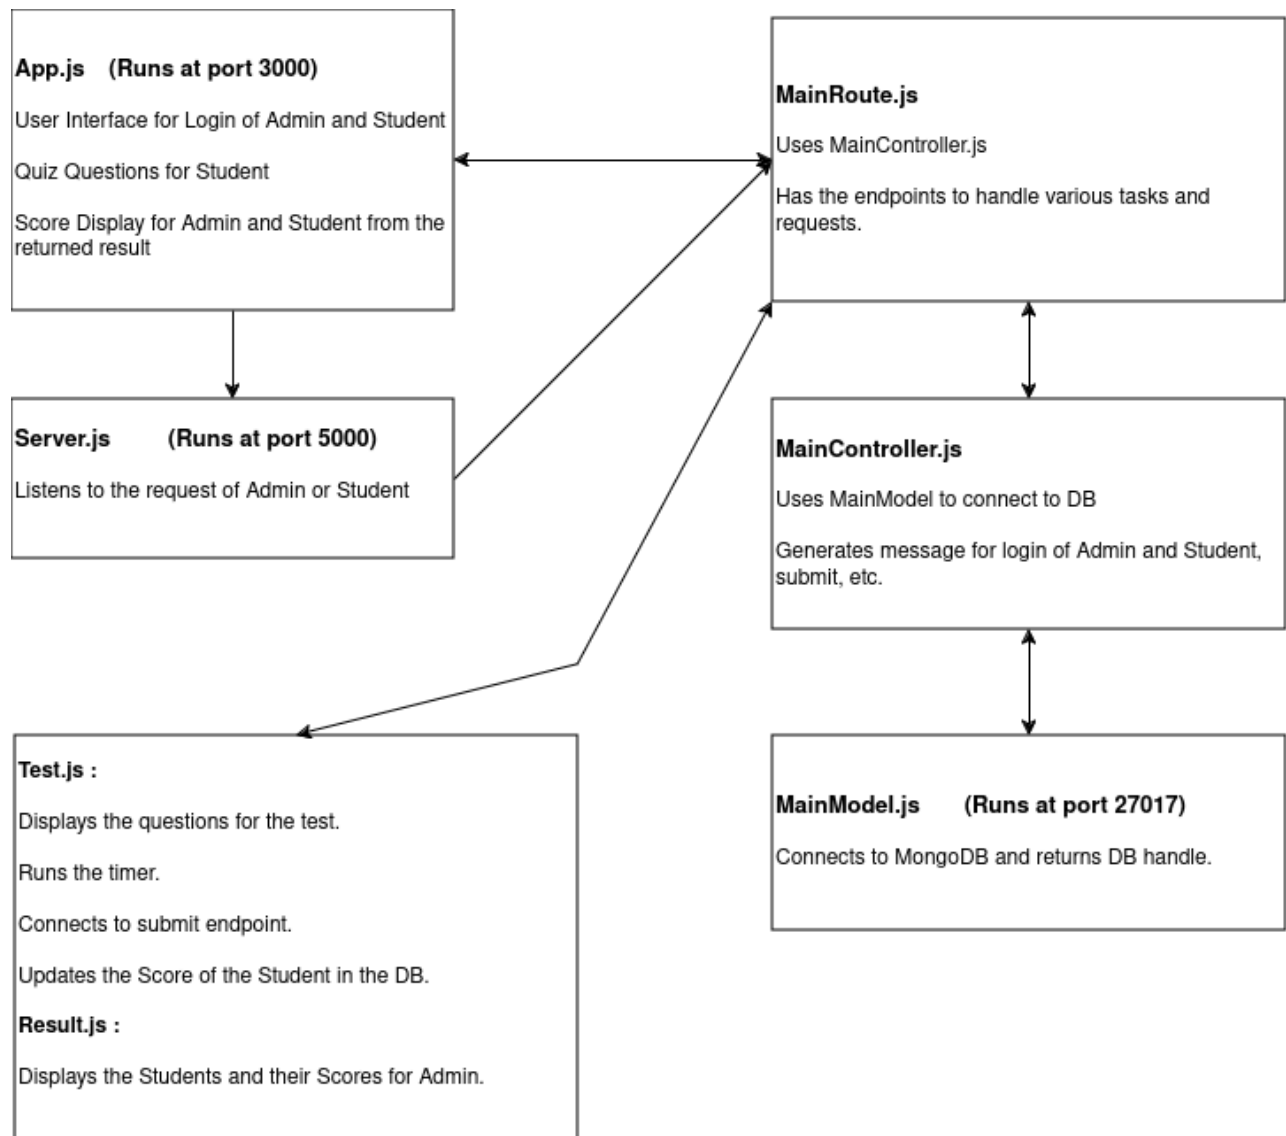 App.js (Runs at port 3000)
User Interface for Login of Admin and Student
Quiz Questions for Student
Score Display for Admin and Student from the
returned result
MainRoute.js
Uses MainController.js
Has the endpoints to handle various tasks and
requests.
Server.js (Runs at port 5000)
Listens to the request of Admin or Student
MainController.js
Uses MainModel to connect to DB
Generates message for login of Admin and Student,
submit, etc.
Test.js :
Displays the questions for the test.
Runs the timer.
Connects to submit endpoint.
Updates the Score of the Student in the DB.
Result.js :
Displays the Students and their Scores for Admin.
MainModel.js (Runs at port 27017)
Connects to MongoDB and returns DB handle.